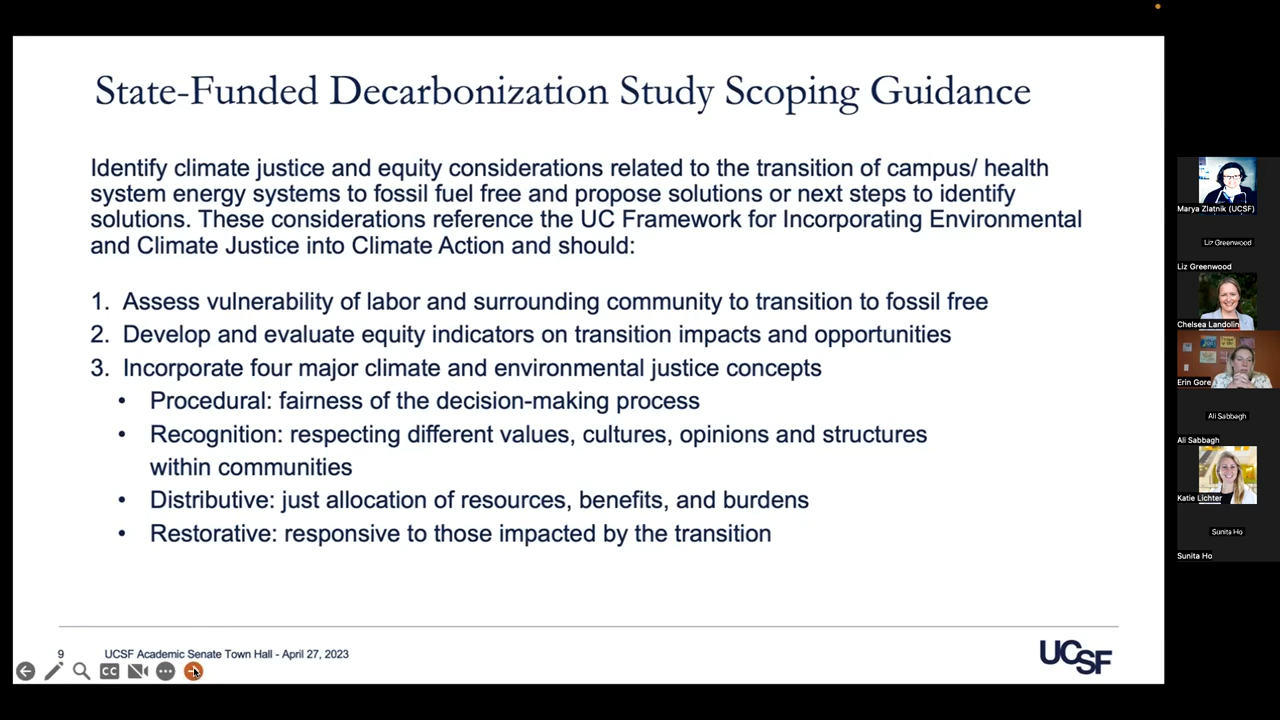 State-Funded Decarbonization Study Scoping Guidance
Identify climate justice and equity considerations related to the transition of campus/ health
system energy systems to fossil fuel free and propose solutions or next steps to identify
solutions. These considerations reference the UC Framework for Incorporating Environmental
and Climate Justice into Climate Action and should:
1. Assess vulnerability of labor and surrounding community to transition to fossil free
2. Develop and evaluate equity indicators on transition impacts and opportunities
3. Incorporate four major climate and environmental justice concepts
• Procedural: fairness of the decision-making process
• Recognition: respecting different values, cultures, opinions and structures
within communities
• Distributive: just allocation of resources, benefits, and burdens
• Restorative: responsive to those impacted by the transition
9 UCSF Academic Senate Town Hall - April 27, 2023
UCSF
CC
Marya Zlatnik (UCSF)
Liz Greenwood
Liz Greenwood
Chelsea Landolin
Erin Gore
Ali Sabbagh
Ali Sabbagh
Katie Lichter
Sunita Ho
Sunita Ho